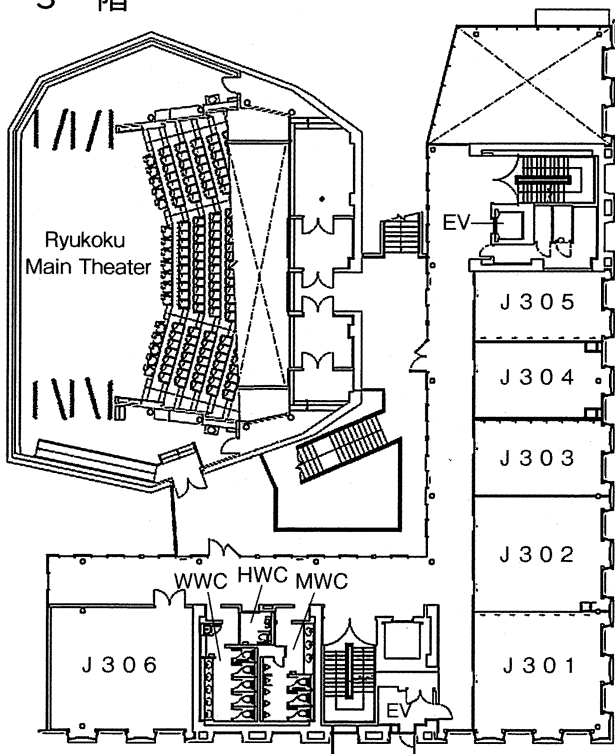 3 階
Ryukoku
Main Theater
EV
J305
J304
J303
J302
J301
WWC
HWC
MWC
J306
EV